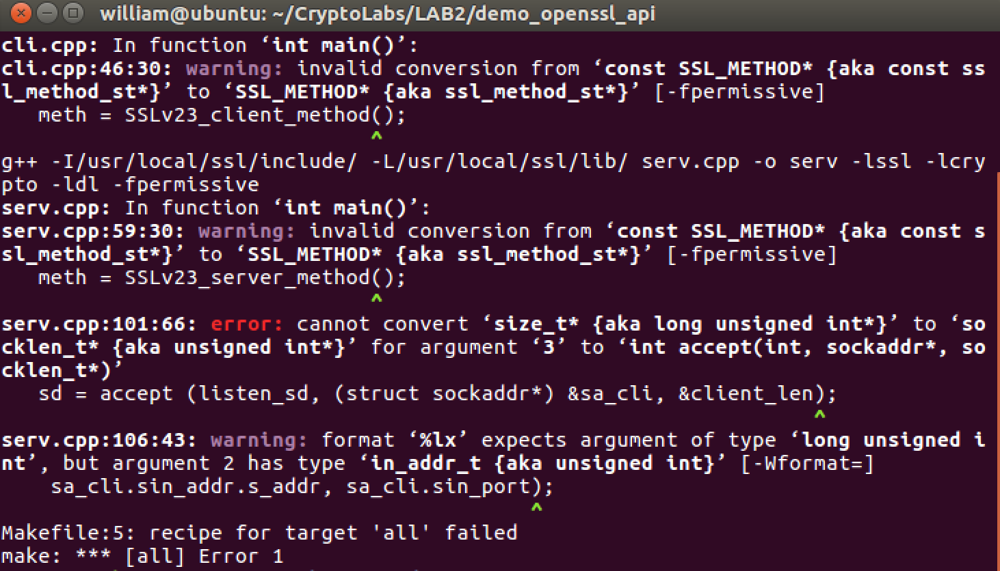 william@ubuntu: ~/CryptoLabs/LAB2/demo_openssl_api
cli.cpp: In function ‘int main()’:
cli.cpp:46:30: warning: invalid conversion from ‘const SSL_METHOD* {aka const ss
l_method_st*}’ to ‘SSL_METHOD* {aka ssl_method_st*}’ [-fpermissive]
   meth = SSLv23_client_method();
                              ^
g++ -I/usr/local/ssl/include/ -L/usr/local/ssl/lib/ serv.cpp -o serv -lssl -lcry
pto -ldl -fpermissive
serv.cpp: In function ‘int main()’:
serv.cpp:59:30: warning: invalid conversion from ‘const SSL_METHOD* {aka const s
sl_method_st*}’ to ‘SSL_METHOD* {aka ssl_method_st*}’ [-fpermissive]
   meth = SSLv23_server_method();
                              ^
serv.cpp:101:66: error: cannot convert ‘size_t* {aka long unsigned int*}’ to ‘so
cklen_t* {aka unsigned int*}’ for argument ‘3’ to ‘int accept(int, sockaddr*, so
cklen_t*)’
   sd = accept (listen_sd, (struct sockaddr*) &sa_cli, &client_len);
                                                                  ^
serv.cpp:106:43: warning: format ‘%lx’ expects argument of type ‘long unsigned i
nt’, but argument 2 has type ‘in_addr_t {aka unsigned int}’ [-Wformat=]
    sa_cli.sin_addr.s_addr, sa_cli.sin_port);
                                           ^
Makefile:5: recipe for target 'all' failed
make: *** [all] Error 1